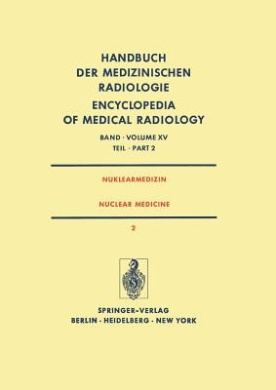 HANDBUCH
DER MEDIZINISCHEN
RADIOLOGIE
ENCYCLOPEDIA
OF MEDICAL RADIOLOGY
BAND · VOLUME XV
TEIL · PART 2
NUKLEARMEDIZIN
NUCLEAR MEDICINE
2
SPRINGER-VERLAG
BERLIN · HEIDELBERG · NEW YORK